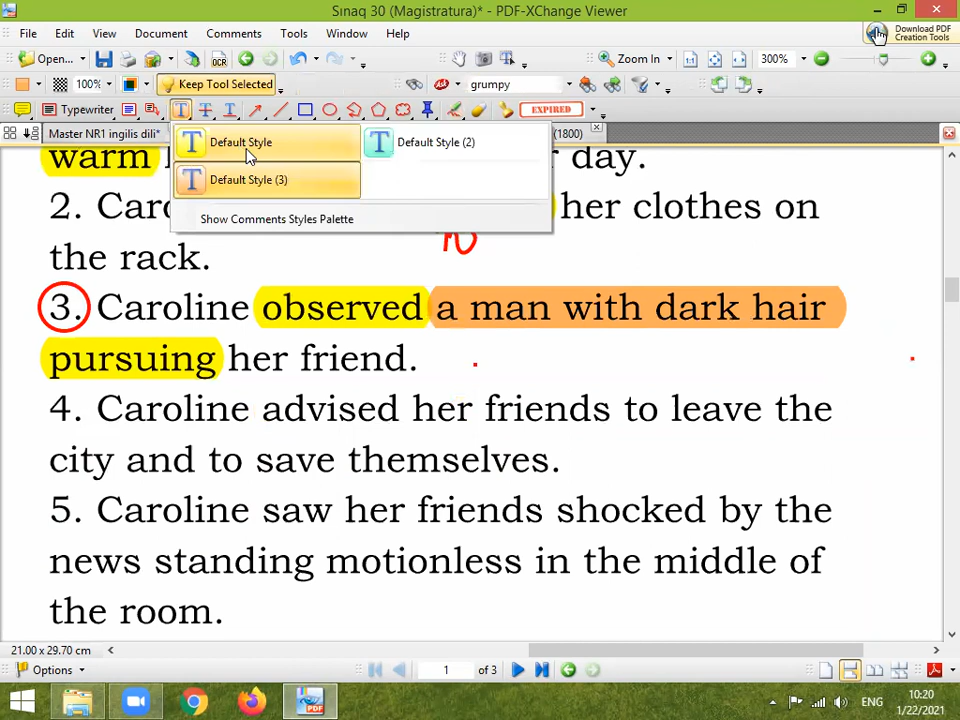 Sınaq 30 (Magistratura)* - PDF-XChange Viewer
File Edit View Document Comments Tools Window Help
Download PDF
Creation Tools
Open... OCR Zoom In 300%
100% Keep Tool Selected grumpy
Typewriter EXPIRED
Master NR1 ingilis dili* (1800)
Default Style Default Style (2)
Default Style (3)
Show Comments Styles Palette
warm day.
2. her clothes on
the rack.
3. Caroline observed a man with dark hair
pursuing her friend.
4. Caroline advised her friends to leave the
city and to save themselves.
5. Caroline saw her friends shocked by the
news standing motionless in the middle of
the room.
21.00 x 29.70 cm
Options 1 of 3
ENG 10:20
1/22/2021